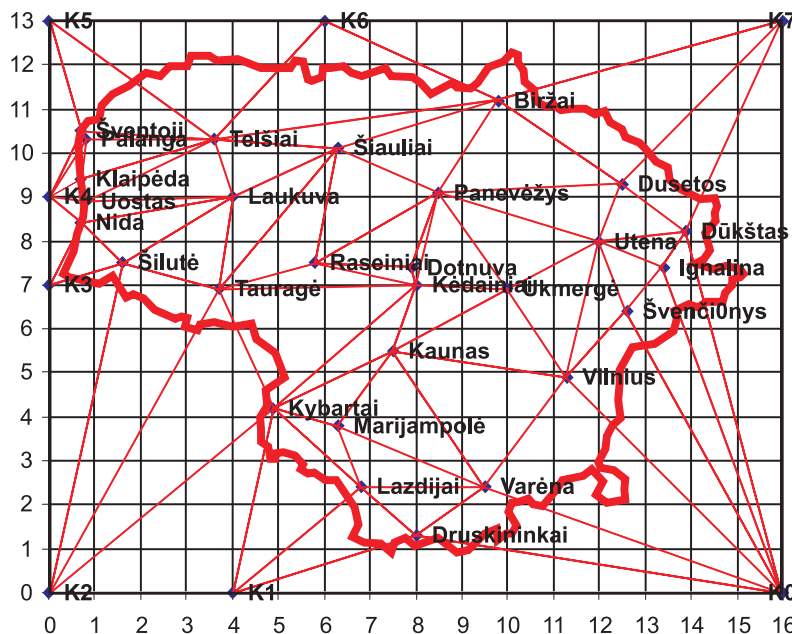 13 K5 K6 K7
12
11 Biržai
Šventoji
10 Palanga Telšiai Šiauliai
Klaipėda Dusetos
9 K4 Uostas Laukuva Panevėžys
Nida Dūkštas
8 Utena
Šilutė Raseiniai Dotnuva Ignalina
7 K3 Tauragė Kėdainiai Ukmergė
Švenči0nys
6
Kaunas
5 Vilnius
4 Kybartai
Marijampolė
3
Lazdijai Varėna
2
Druskininkai
1
0 K2 K1 K0
0 1 2 3 4 5 6 7 8 9 10 11 12 13 14 15 16